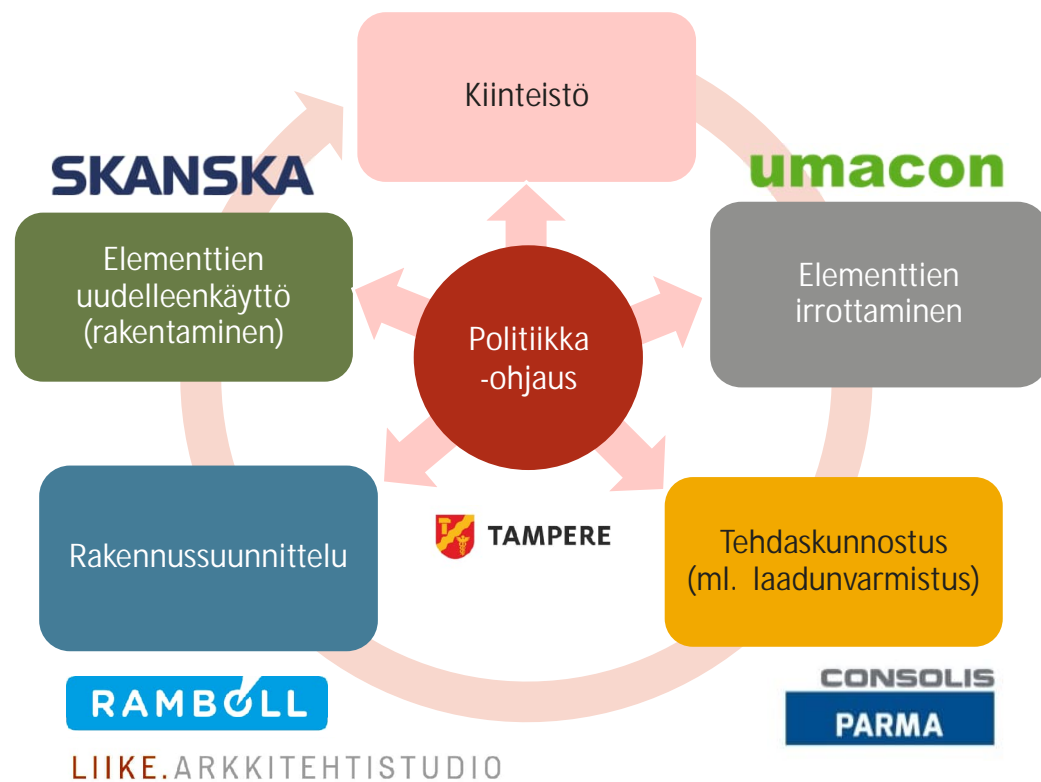 Kiinteistö
SKANSKA
umacon
Elementtien
uudelleenkäyttö
(rakentaminen)
Elementtien
irrottaminen
Politiikka
-ohjaus
Rakennussuunnittelu
TAMPERE
Tehdaskunnostus
(ml. laadunvarmistus)
RAMBOLL
LIIKE.ARKKITEHTISTUDIO
CONSOLIS
PARMA